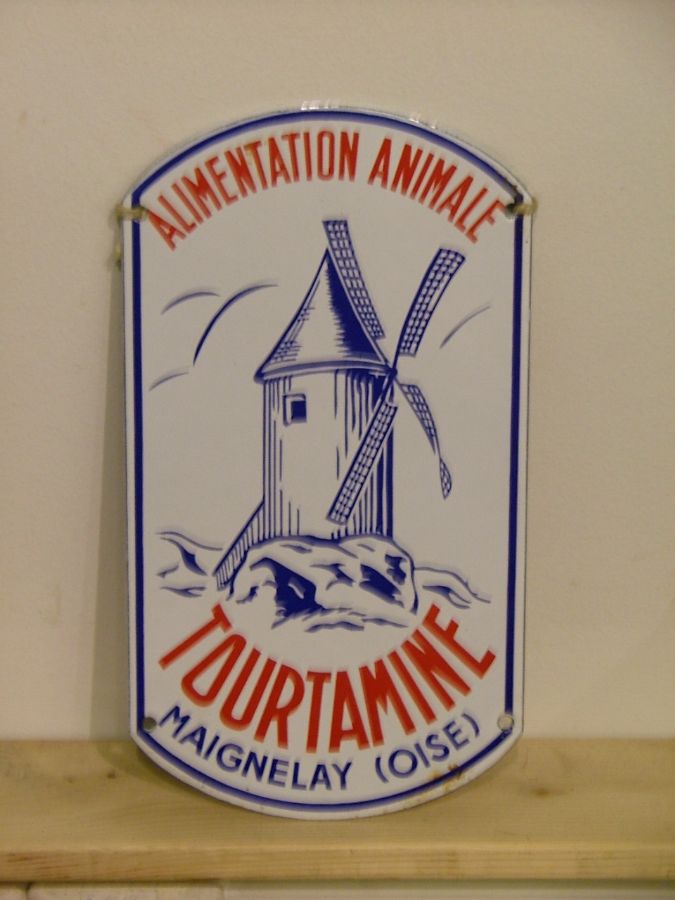 ALIMENTATION ANIMALE
TOURTAMINE
MAIGNELAY (OISE)